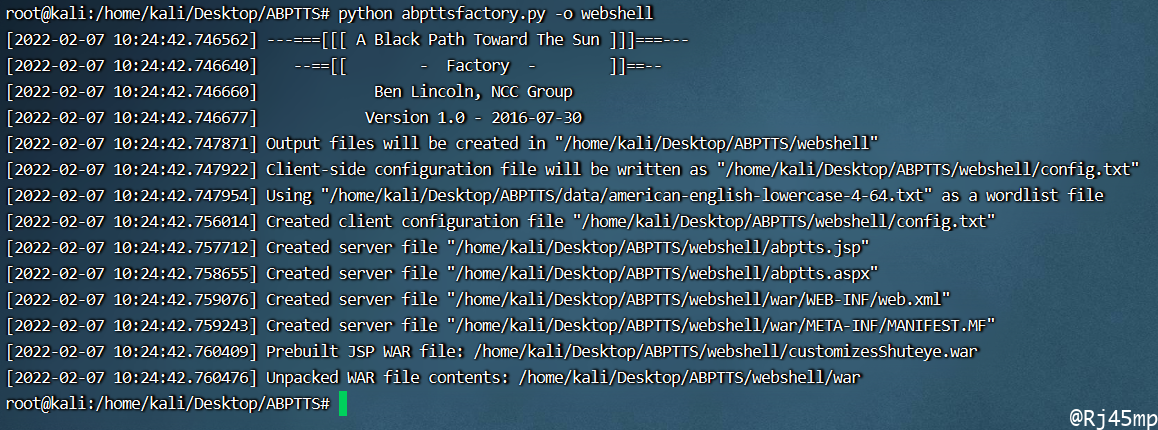 root@kali:/home/kali/Desktop/ABPTTS# python abpttsfactory.py -o webshell
[2022-02-07 10:24:42.746562] ---===[[[ A Black Path Toward The Sun ]]]===---
[2022-02-07 10:24:42.746640]    --==[[        -  Factory  -        ]]==--
[2022-02-07 10:24:42.746660]             Ben Lincoln, NCC Group
[2022-02-07 10:24:42.746677]            Version 1.0 - 2016-07-30
[2022-02-07 10:24:42.747871] Output files will be created in "/home/kali/Desktop/ABPTTS/webshell"
[2022-02-07 10:24:42.747922] Client-side configuration file will be written as "/home/kali/Desktop/ABPTTS/webshell/config.txt"
[2022-02-07 10:24:42.747954] Using "/home/kali/Desktop/ABPTTS/data/american-english-lowercase-4-64.txt" as a wordlist file
[2022-02-07 10:24:42.756014] Created client configuration file "/home/kali/Desktop/ABPTTS/webshell/config.txt"
[2022-02-07 10:24:42.757712] Created server file "/home/kali/Desktop/ABPTTS/webshell/abptts.jsp"
[2022-02-07 10:24:42.758655] Created server file "/home/kali/Desktop/ABPTTS/webshell/abptts.aspx"
[2022-02-07 10:24:42.759076] Created server file "/home/kali/Desktop/ABPTTS/webshell/war/WEB-INF/web.xml"
[2022-02-07 10:24:42.759243] Created server file "/home/kali/Desktop/ABPTTS/webshell/war/META-INF/MANIFEST.MF"
[2022-02-07 10:24:42.760409] Prebuilt JSP WAR file: /home/kali/Desktop/ABPTTS/webshell/customizesShuteye.war
[2022-02-07 10:24:42.760476] Unpacked WAR file contents: /home/kali/Desktop/ABPTTS/webshell/war
root@kali:/home/kali/Desktop/ABPTTS#
@Rj45mp